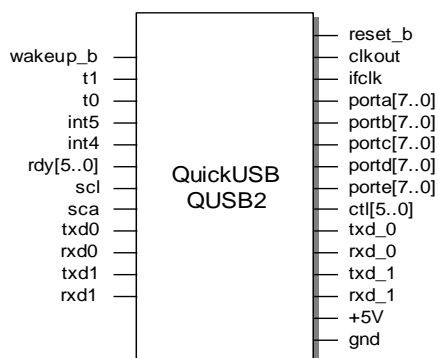 reset_b
wakeup_b
clkout
t1
ifclk
t0
porta[7..0]
int5
portb[7..0]
int4
portc[7..0]
rdy[5..0]
QuickUSB
portd[7..0]
scl
QUSB2
porte[7..0]
sca
ctl[5..0]
txd0
txd_0
rxd0
rxd_0
txd1
txd_1
rxd1
rxd_1
+5V
gnd